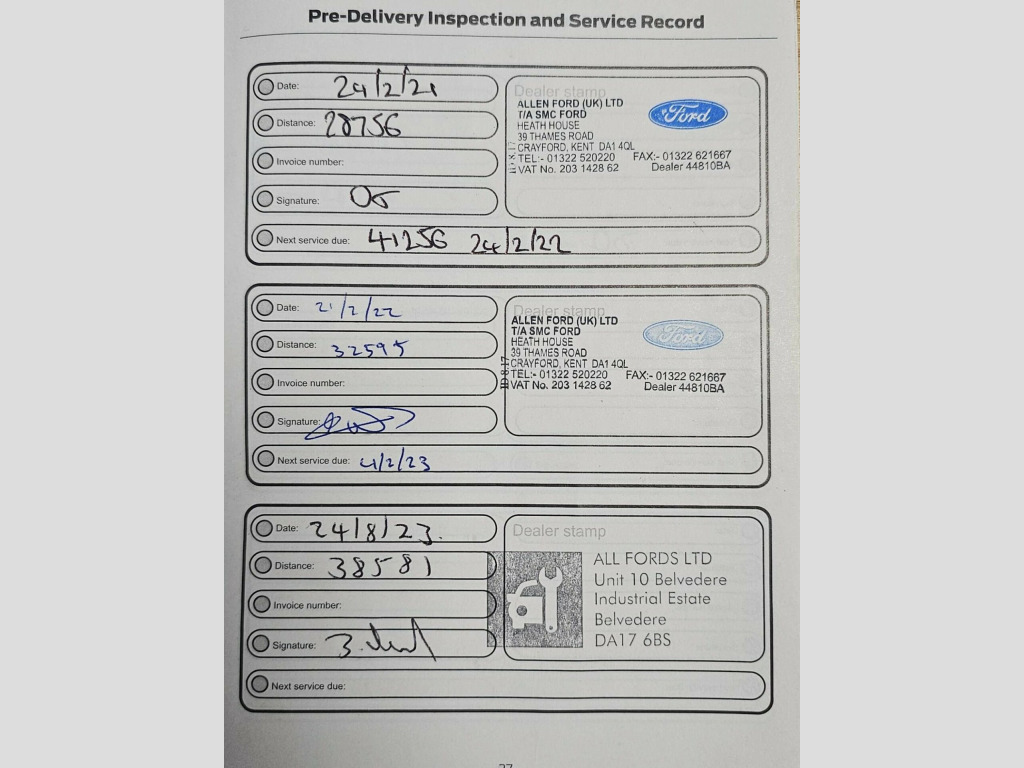 Pre-Delivery Inspection and Service Record
Date: 24/2/21
Distance: 28756
Invoice number:
Signature:
Next service due: 41256 24/2/22
Dealer stamp
ALLEN FORD (UK) LTD
T/A SMC FORD
HEATH HOUSE
39 THAMES ROAD
CRAYFORD, KENT DA1 4QL
TEL:- 01322 520220 FAX:- 01322 621667
VAT No. 203 1428 62 Dealer 44810BA
Ford
Date: 21/2/22
Distance: 32595
Invoice number:
Signature:
Next service due: 4/2/23
Dealer stamp
ALLEN FORD (UK) LTD
T/A SMC FORD
HEATH HOUSE
39 THAMES ROAD
CRAYFORD, KENT DA1 4QL
TEL:- 01322 520220 FAX:- 01322 621667
VAT No. 203 1428 62 Dealer 44810BA
Ford
Date: 24/8/23.
Distance: 38581
Invoice number:
Signature:
Next service due:
Dealer stamp
ALL FORDS LTD
Unit 10 Belvedere
Industrial Estate
Belvedere
DA17 6BS